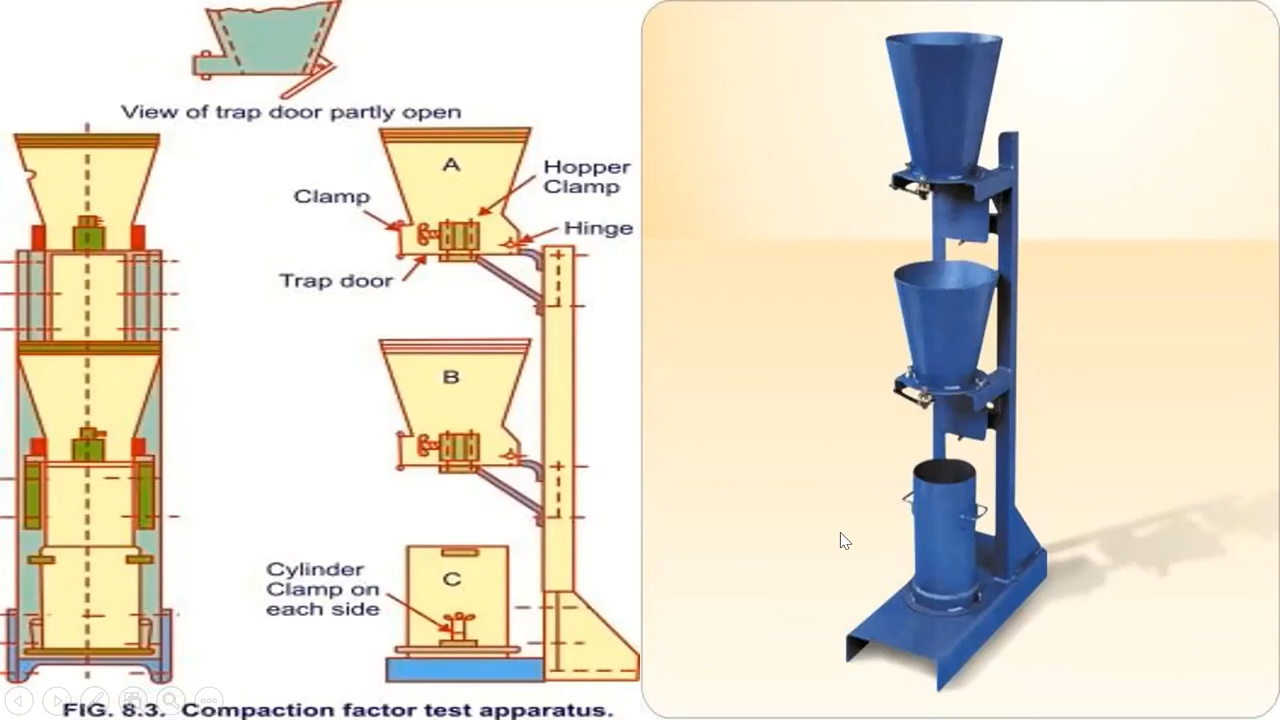 View of trap door partly open
A
Hopper
Clamp
Clamp
Hinge
Trap door
B
Cylinder
Clamp on
each side
C
FIG. 8.3. Compaction factor test apparatus.